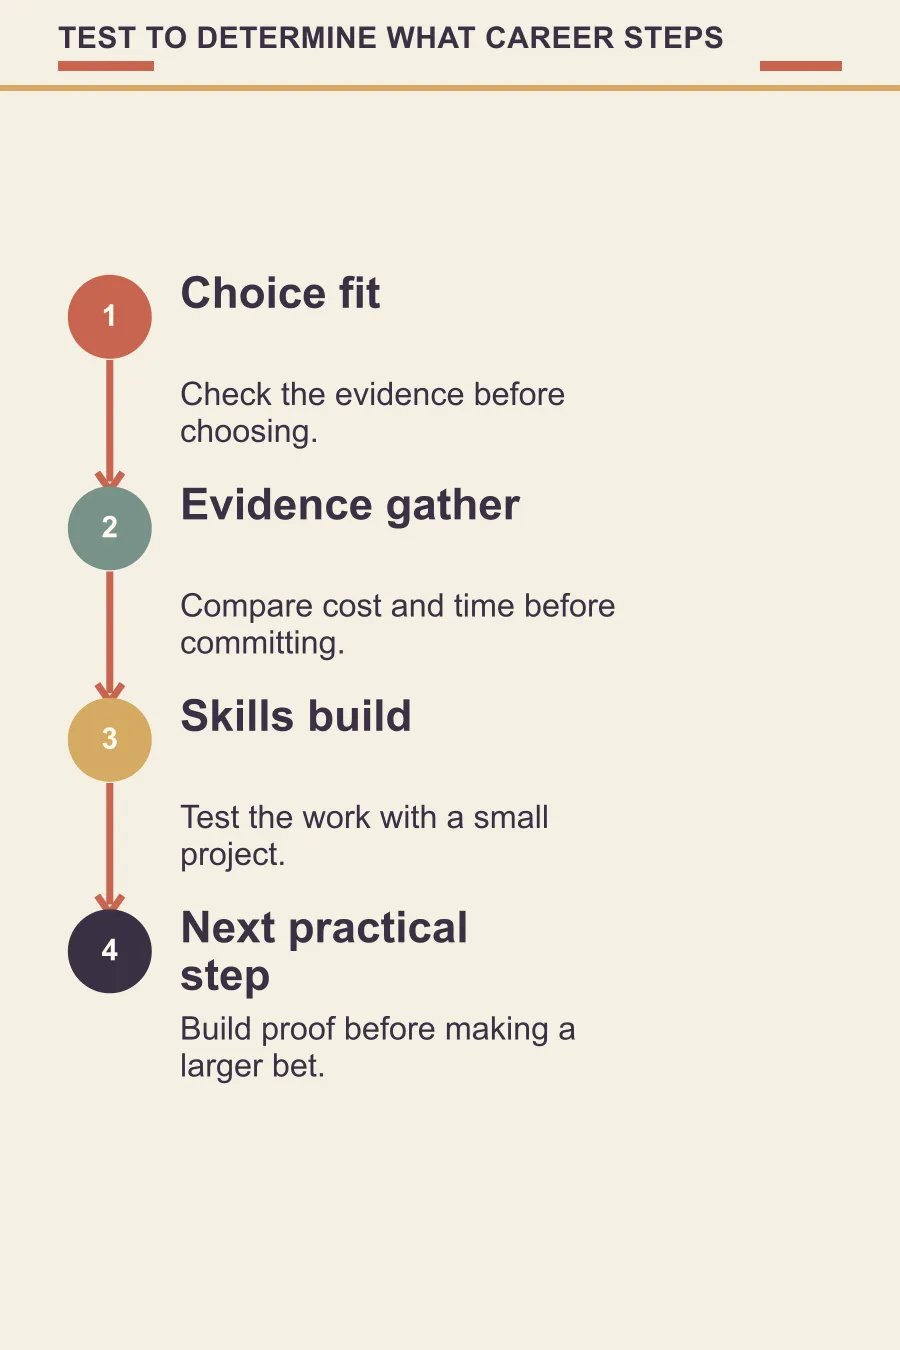 TEST TO DETERMINE WHAT CAREER STEPS
1
Choice fit
Check the evidence before
choosing.
2
Evidence gather
Compare cost and time before
committing.
3
Skills build
Test the work with a small
project.
4
Next practical
step
Build proof before making a
larger bet.